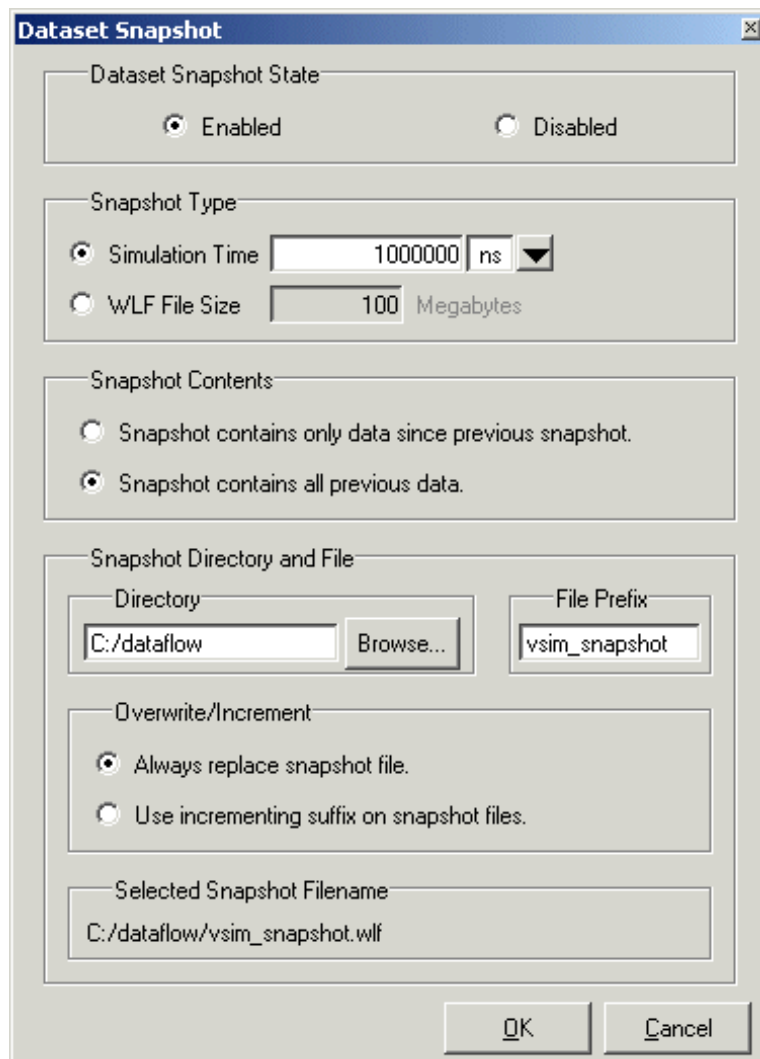 Dataset Snapshot
Dataset Snapshot State
Enabled Disabled
Snapshot Type
Simulation Time 1000000 ns
WLF File Size 100 Megabytes
Snapshot Contents
Snapshot contains only data since previous snapshot.
Snapshot contains all previous data.
Snapshot Directory and File
Directory File Prefix
C:/dataflow Browse... vsim_snapshot
Overwrite/Increment
Always replace snapshot file.
Use incrementing suffix on snapshot files.
Selected Snapshot Filename
C:/dataflow/vsim_snapshot.wlf
OK Cancel